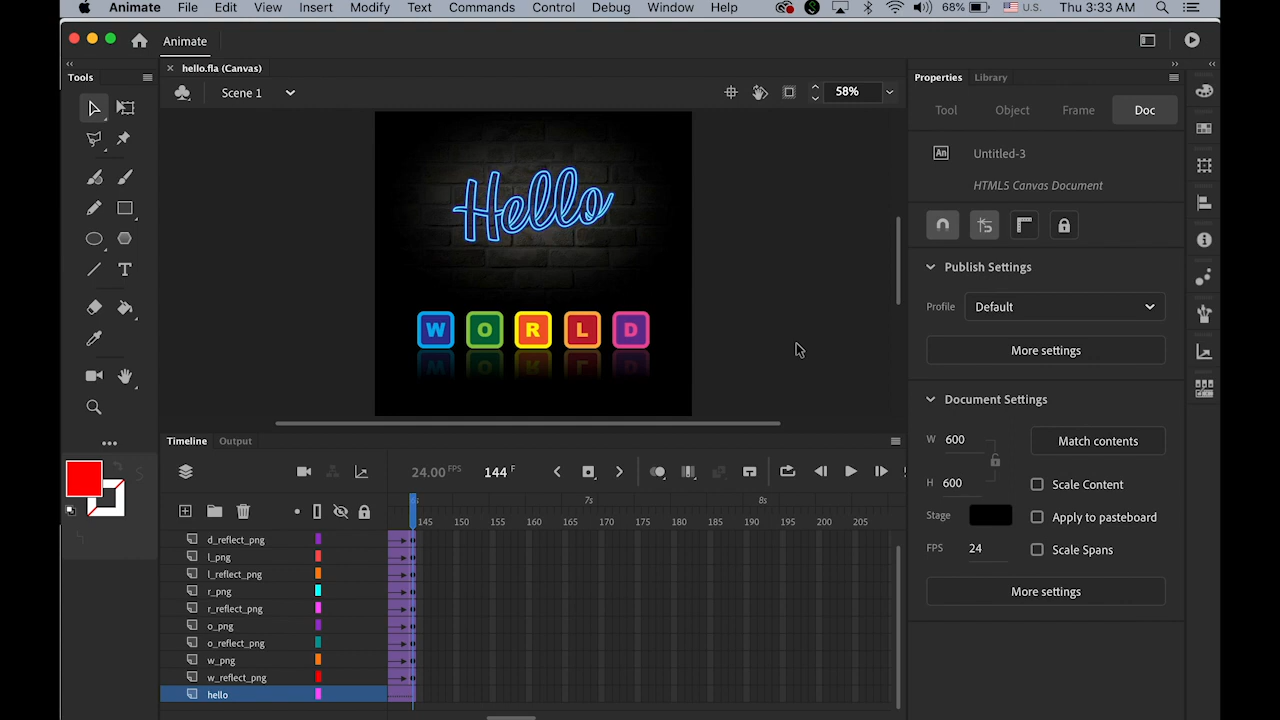 Animate File Edit View Insert Modify Text Commands Control Debug Window Help 68% U.S. Thu 3:33 AM
Animate
Tools
hello.fla (Canvas)
Properties Library
Scene 1
58%
Tool Object Frame Doc
An Untitled-3
HTML5 Canvas Document
Hello
WORLD
Publish Settings
Profile Default
More settings
Document Settings
W 600
Match contents
H 600
Scale Content
Stage
Apply to pasteboard
FPS 24
Scale Spans
More settings
Timeline Output
24.00 FPS 144 F
7s 8s
145 150 155 160 165 170 175 180 185 190 195 200 205
d_reflect_png
l_png
l_reflect_png
r_png
r_reflect_png
o_png
o_reflect_png
w_png
w_reflect_png
hello